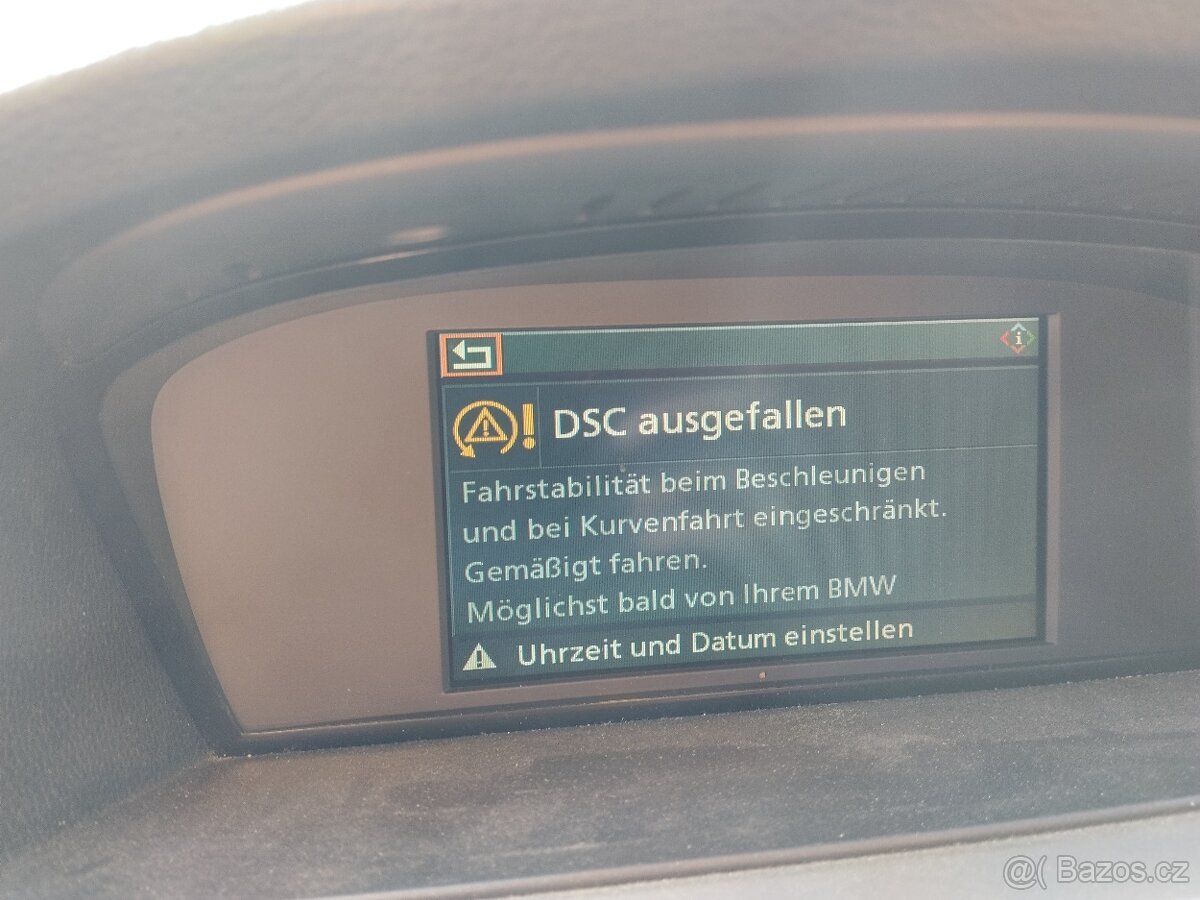 DSC ausgefallen
Fahrstabilität beim Beschleunigen
und bei Kurvenfahrt eingeschränkt.
Gemäßigt fahren.
Möglichst bald von Ihrem BMW
Uhrzeit und Datum einstellen
@( Bazos.cz